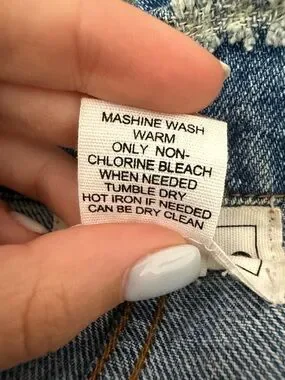 MASHINE WASH
WARM
ONLY NON-
CHLORINE BLEACH
WHEN NEEDED
TUMBLE DRY
HOT IRON IF NEEDED
CAN BE DRY CLEAN